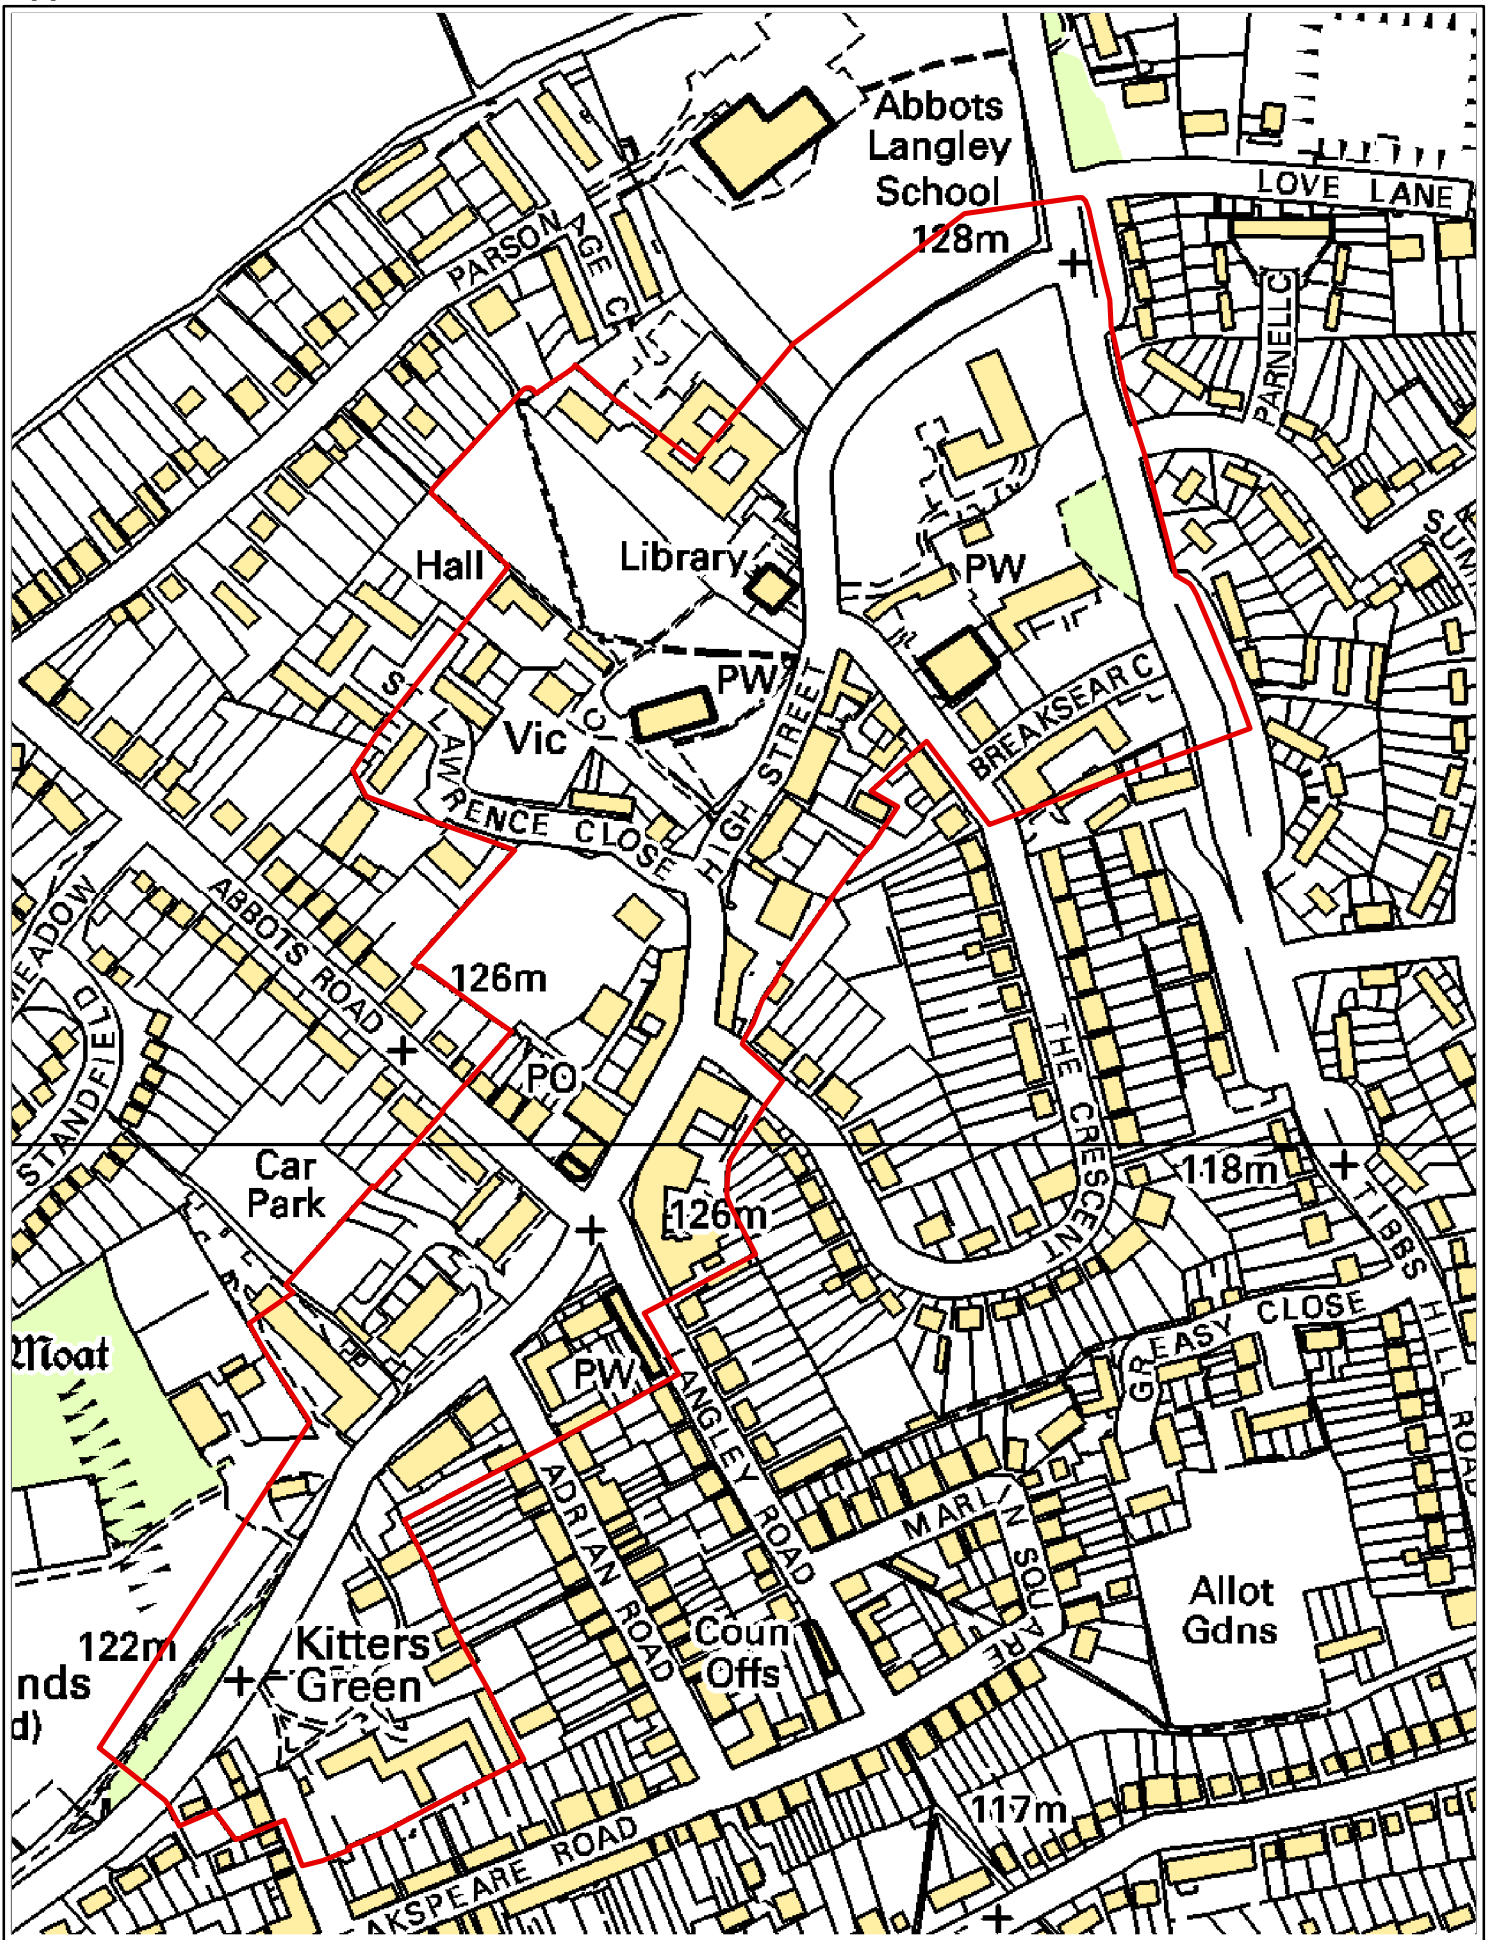 Abbots
Langley
School
LOVE LANE
128m
PARSONAGE C
PARNELL C
Hall
Library
PW
PW
ST LAWRENCE CLOSE
Vic
HIGH STREET
BREAKSEAR C
MEADOW
ABBOTS ROAD
126m
STANDFIELD
PO
THE CRESCENT
Car
Park
126m
118m
TIBBS HILL ROAD
Moat
PW
GREASY CLOSE
LANGLEY ROAD
ADRIAN ROAD
MARLIN SQUARE
Allot
Gdns
122m
Kitters
Green
Coun
Offs
nds
d)
117m
AKSPEARE ROAD